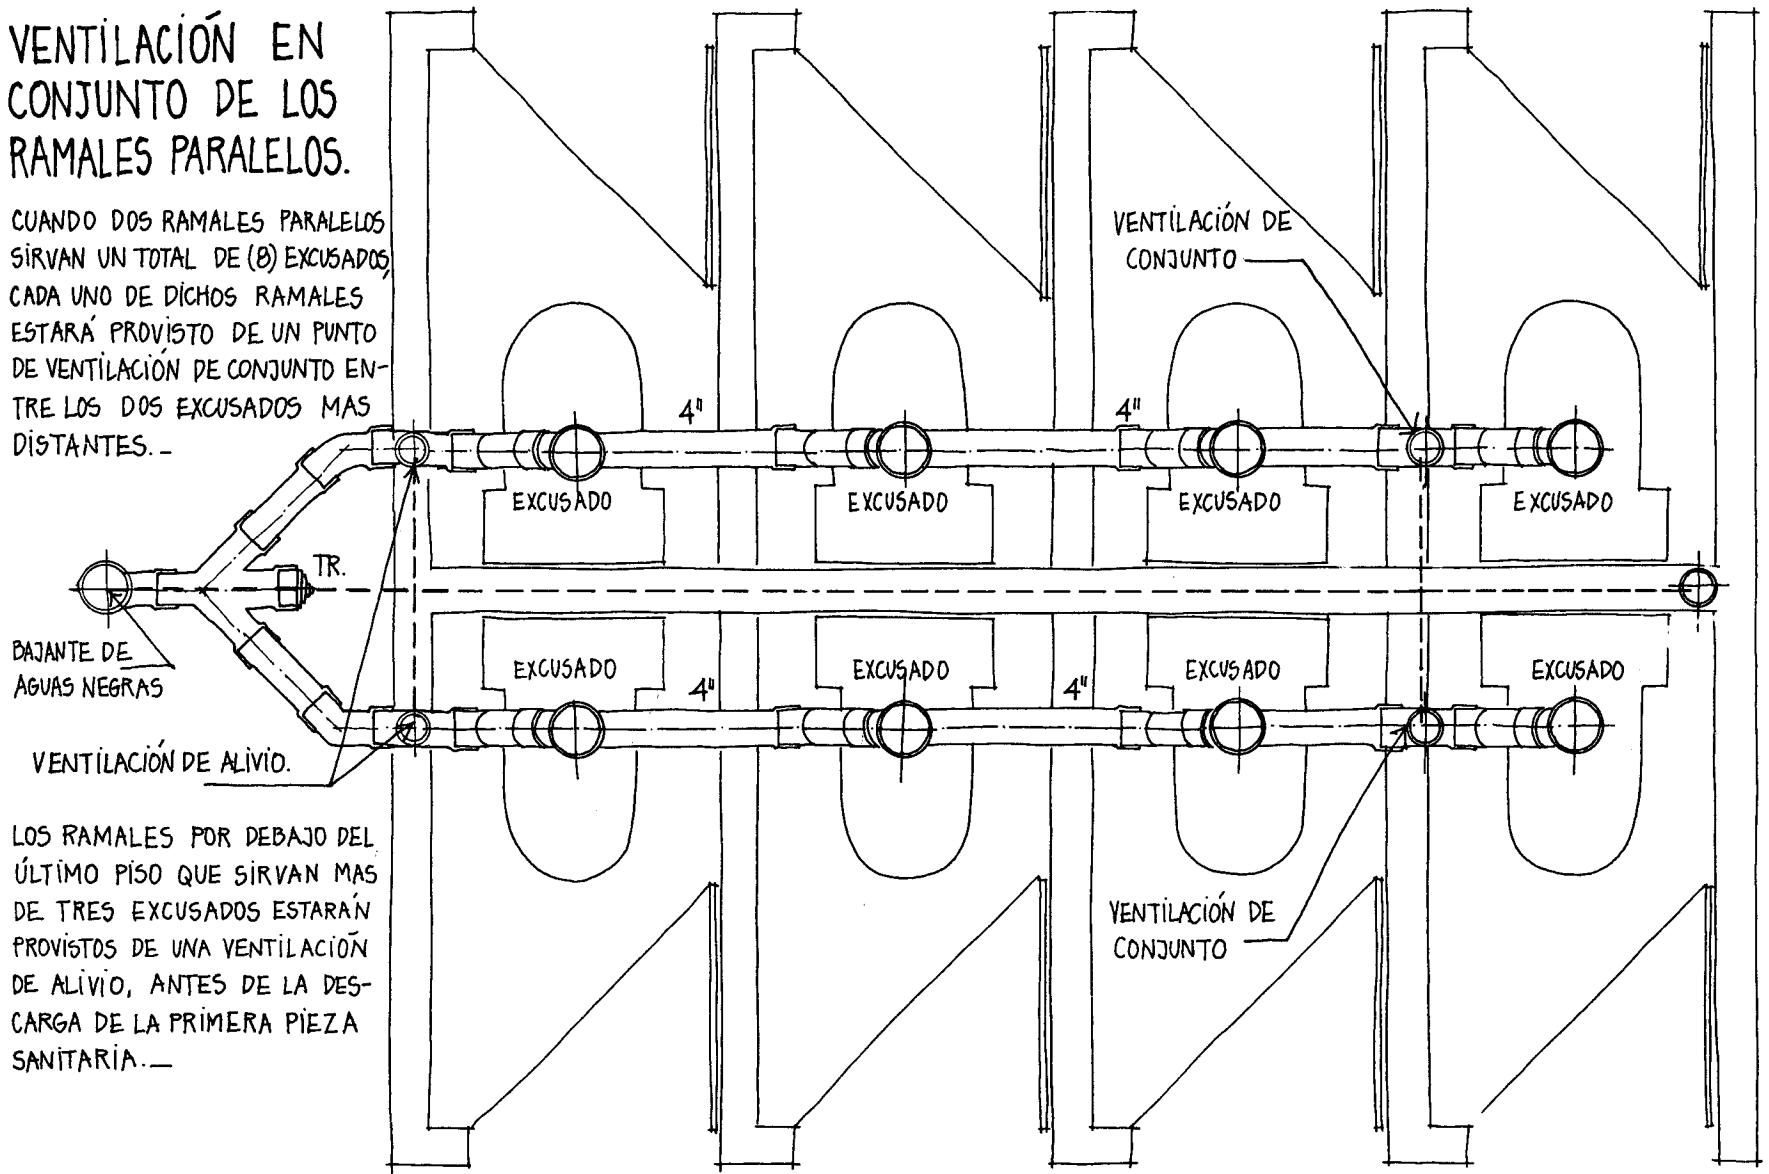 VENTILACIÓN EN
CONJUNTO DE LOS
RAMALES PARALELOS.
CUANDO DOS RAMALES PARALELOS
SIRVAN UN TOTAL DE (8) EXCUSADOS,
CADA UNO DE DICHOS RAMALES
ESTARÁ PROVISTO DE UN PUNTO
DE VENTILACIÓN DE CONJUNTO EN-
TRE LOS DOS EXCUSADOS MAS
DISTANTES._
VENTILACIÓN DE
CONJUNTO
4"
4"
EXCUSADO
EXCUSADO
EXCUSADO
EXCUSADO
TR.
BAJANTE DE
AGUAS NEGRAS
EXCUSADO
EXCUSADO
EXCUSADO
EXCUSADO
4"
4"
VENTILACIÓN DE ALIVIO.
LOS RAMALES POR DEBAJO DEL
ÚLTIMO PISO QUE SIRVAN MAS
DE TRES EXCUSADOS ESTARÁN
PROVISTOS DE UNA VENTILACIÓN
DE ALIVIO, ANTES DE LA DES-
CARGA DE LA PRIMERA PIEZA
SANITARIA._
VENTILACIÓN DE
CONJUNTO